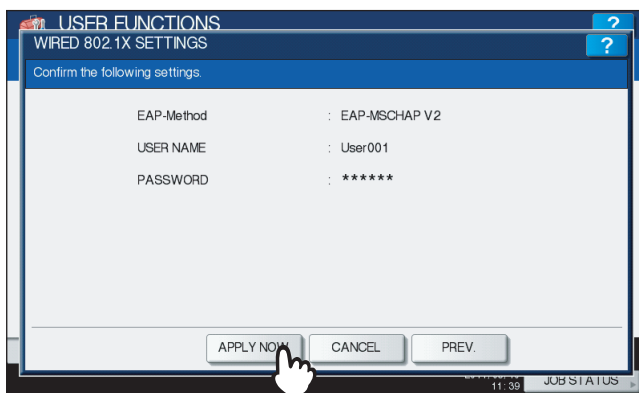 USER FUNCTIONS
?
WIRED 802.1X SETTINGS
?
Confirm the following settings.
EAP-Method : EAP-MSCHAP V2
USER NAME : User001
PASSWORD : ******
APPLY NOW
CANCEL
PREV.
11:39
JOB STATUS